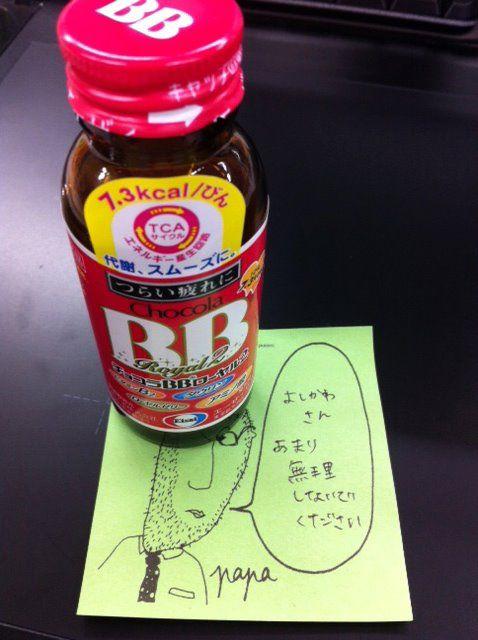 BB
キャップ
7.3kcal/びん
TCA
サイクル
エネルギー産生回路
代謝、スムーズに。
つらい疲れに
Chocola
BB
Royal2
チョコラBBローヤル2
Eisai
よしかわ
さん
あまり
無理
しないで
ください
papa